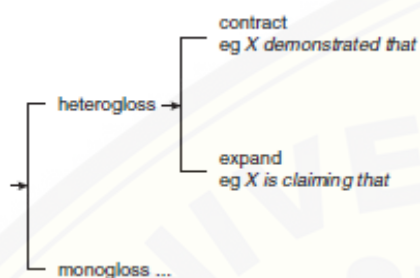 contract
eg X demonstrated that
heterogloss
expand
eg X is claiming that
monogloss ...